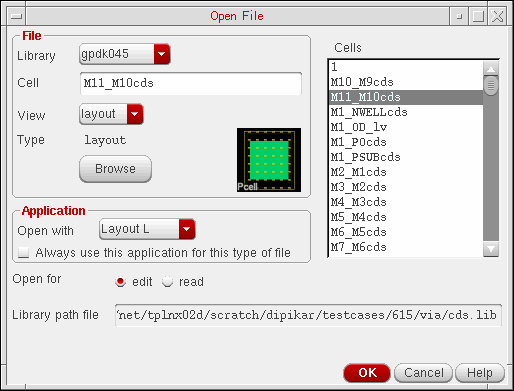 Open File
File
Library gpdk045
Cell M11_M10cds
View layout
Type layout
Browse
Pcell
Cells
1
M10_M9cds
M11_M10cds
M1_NWELLcds
M1_OD_lv
M1_POcds
M1_PSUBcds
M2_M1cds
M3_M2cds
M4_M3cds
M5_M4cds
M6_M5cds
M7_M6cds
Application
Open with Layout L
Always use this application for this type of file
Open for edit read
Library path file net/tplnx02d/scratch/dipikar/testcases/615/via/cds.lib
OK Cancel Help